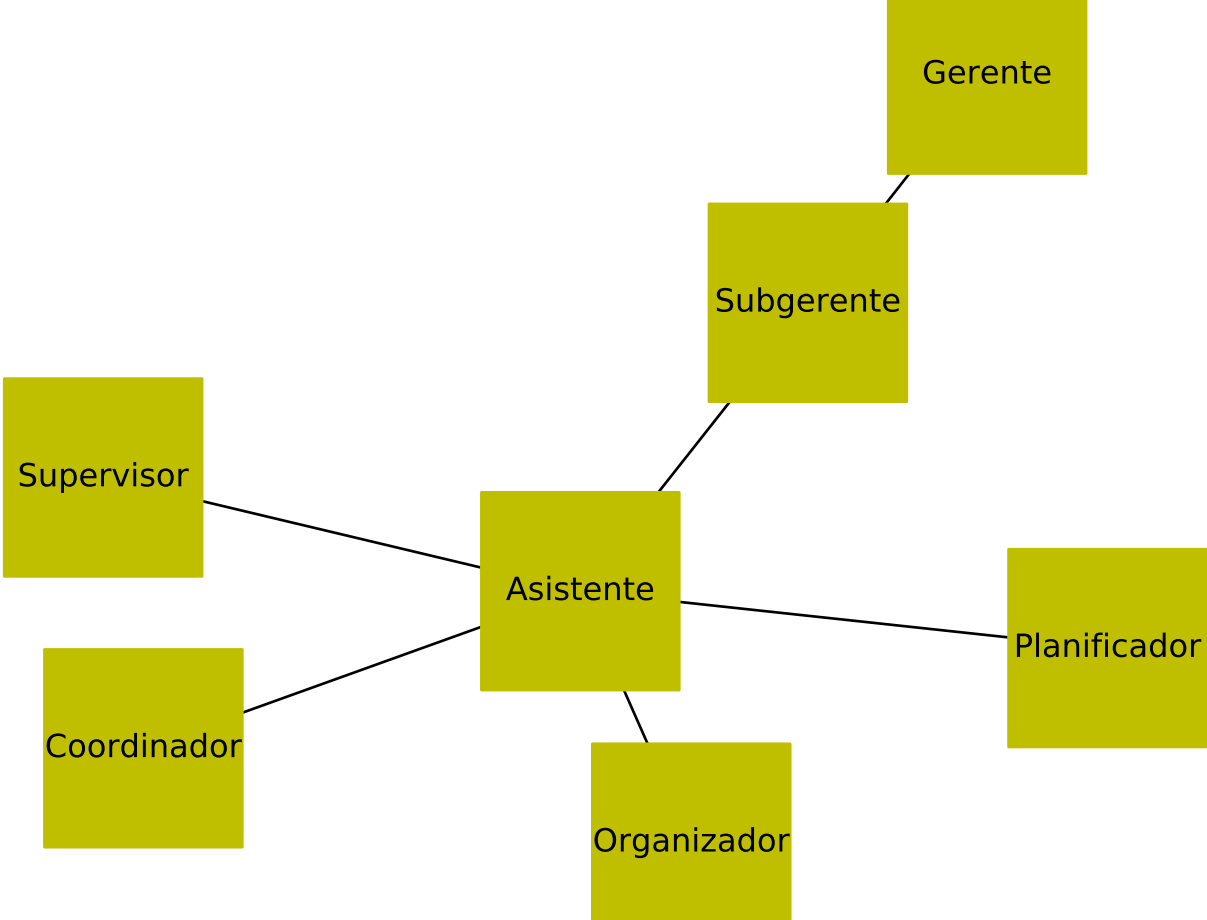 Gerente
Subgerente
Supervisor
Asistente
Planificador
Coordinador
Organizador